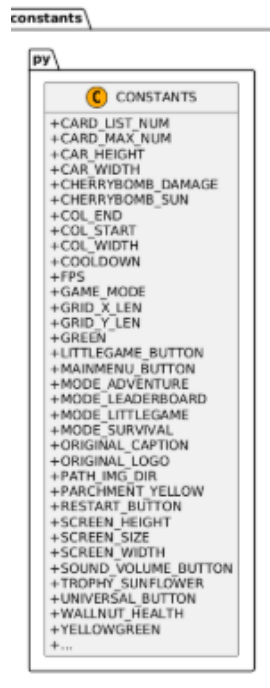 constants
py
C CONSTANTS
+CARD_LIST_NUM
+CARD_MAX_NUM
+CAR_HEIGHT
+CAR_WIDTH
+CHERRYBOMB_DAMAGE
+CHERRYBOMB_SUN
+COL_END
+COL_START
+COL_WIDTH
+COOLDOWN
+FPS
+GAME_MODE
+GRID_X_LEN
+GRID_Y_LEN
+GREEN
+LITTLEGAME_BUTTON
+MAINMENU_BUTTON
+MODE_ADVENTURE
+MODE_LEADERBOARD
+MODE_LITTLEGAME
+MODE_SURVIVAL
+ORIGINAL_CAPTION
+ORIGINAL_LOGO
+PATH_IMG_DIR
+PARCHMENT_YELLOW
+RESTART_BUTTON
+SCREEN_HEIGHT
+SCREEN_SIZE
+SCREEN_WIDTH
+SOUND_VOLUME_BUTTON
+TROPHY_SUNFLOWER
+UNIVERSAL_BUTTON
+WALLNUT_HEALTH
+YELLOWGREEN
+...